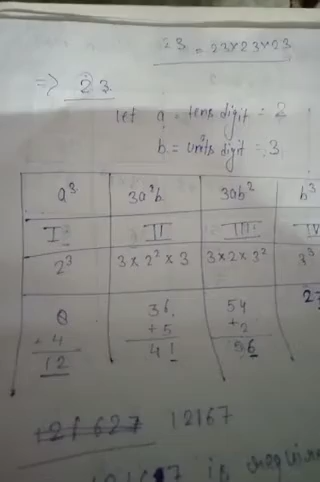 23 = 23×23×23
=> 23
let a = tens digit = 2
b = units digit = 3
a³ 3a²b 3ab² b³
I II III IV
2³ 3×2²×3 3×2×3² 3³
8 36 54 27
+4 +5 +2
12 41 56
12167